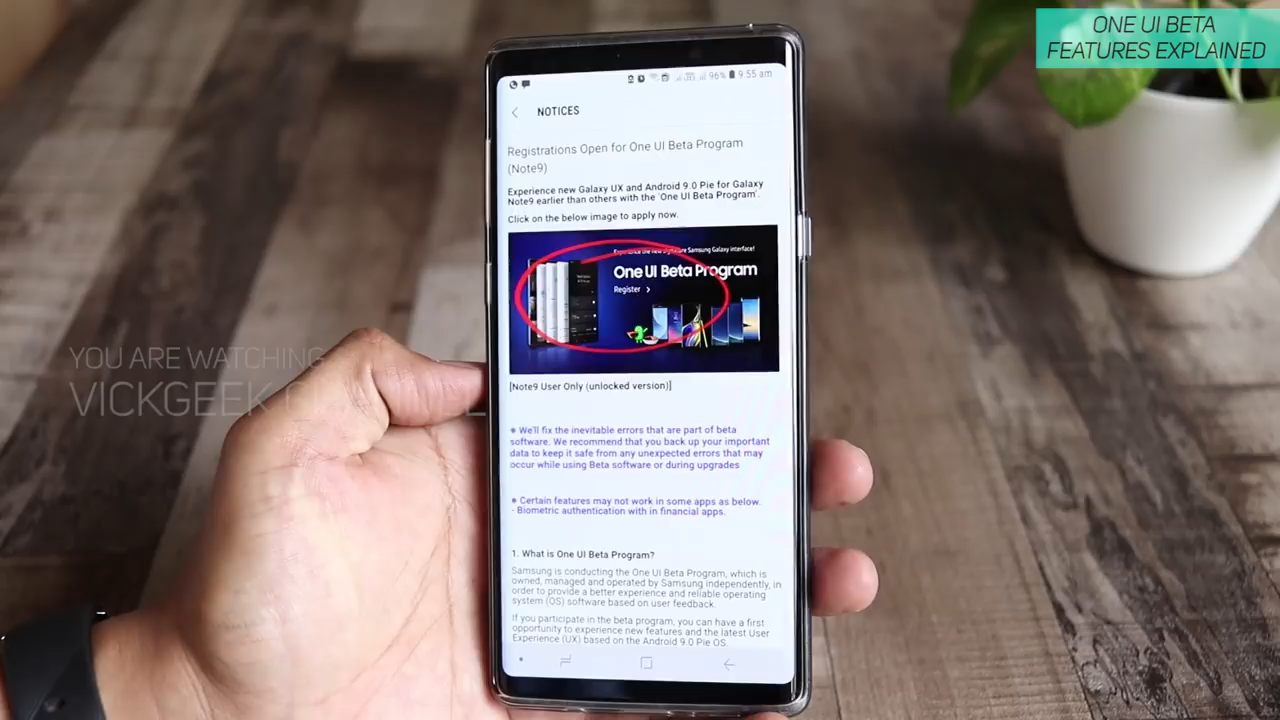 ONE UI BETA
FEATURES EXPLAINED
96% 9:55 am
NOTICES
Registrations Open for One UI Beta Program
(Note9)
Experience new Galaxy UX and Android 9.0 Pie for Galaxy
Note9 earlier than others with the 'One UI Beta Program'.
Click on the below image to apply now.
Experience the new signature Samsung Galaxy interface!
One UI Beta Program
Register >
[Note9 User Only (unlocked version)]
YOU ARE WATCHING
VICKGEEK
* We'll fix the inevitable errors that are part of beta
software. We recommend that you back up your important
data to keep it safe from any unexpected errors that may
occur while using Beta software or during upgrades
* Certain features may not work in some apps as below.
- Biometric authentication with in financial apps.
1. What is One UI Beta Program?
Samsung is conducting the One UI Beta Program, which is
owned, managed and operated by Samsung independently, in
order to provide a better experience and reliable operating
system (OS) software based on user feedback.
If you participate in the beta program, you can have a first
opportunity to experience new features and the latest User
Experience (UX) based on the Android 9.0 Pie OS.